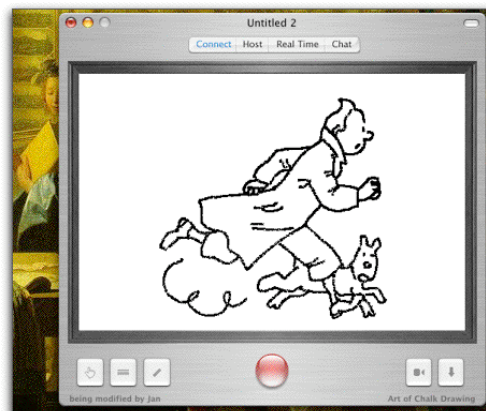 Untitled 2
Connect Host Real Time Chat
being modified by Jan Art of Chalk Drawing